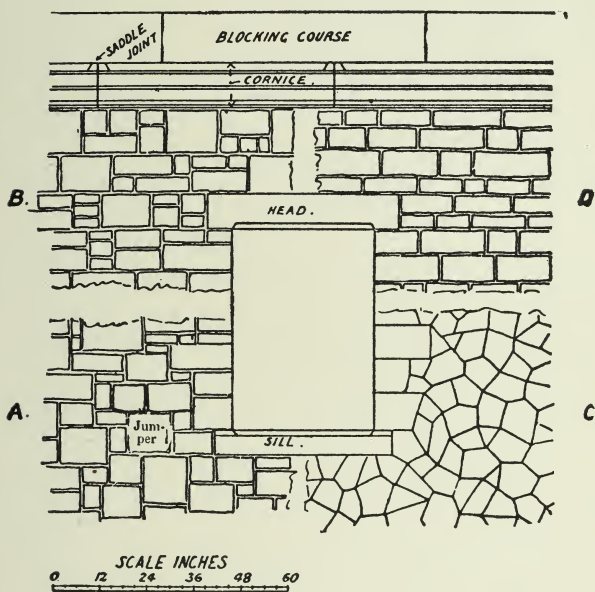 SADDLE
JOINT
BLOCKING COURSE
CORNICE.
B.
HEAD.
D
A.
Jum-
per
C
SILL.
SCALE INCHES
0 12 24 36 48 60